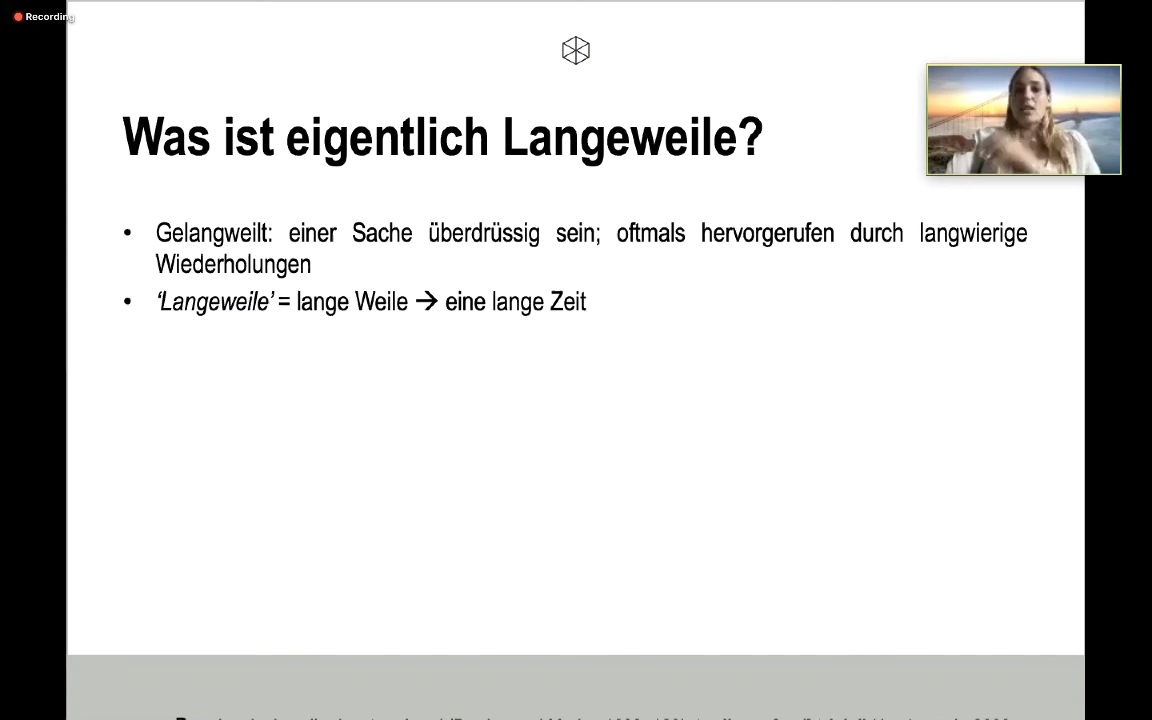 Recording
Was ist eigentlich Langeweile?
• Gelangweilt: einer Sache überdrüssig sein; oftmals hervorgerufen durch langwierige
Wiederholungen
• ‘Langeweile’ = lange Weile → eine lange Zeit